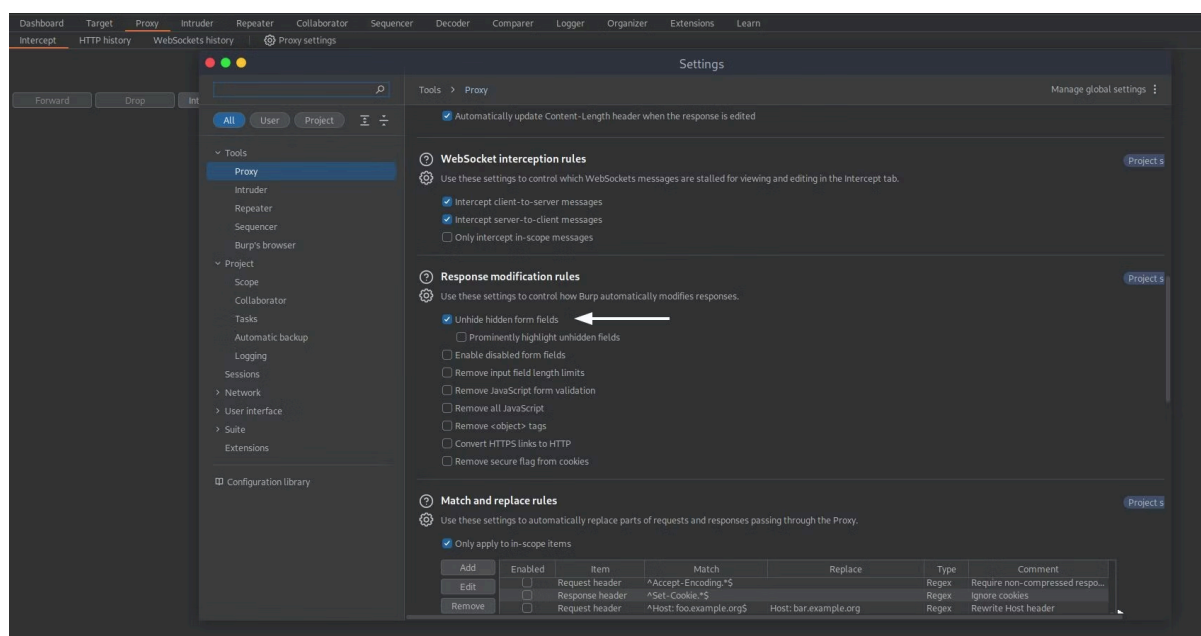 Dashboard Target Proxy Intruder Repeater Collaborator Sequencer Decoder Comparer Logger Organizer Extensions Learn
Intercept HTTP history WebSockets history Proxy settings
Settings
Tools > Proxy Manage global settings
Forward Drop Int
All User Project
Automatically update Content-Length header when the response is edited
Tools
Proxy
Intruder
Repeater
Sequencer
Burp's browser
Project
Scope
Collaborator
Tasks
Automatic backup
Logging
Sessions
Network
User interface
Suite
Extensions
Configuration library
WebSocket interception rules Project s
Use these settings to control which WebSockets messages are stalled for viewing and editing in the Intercept tab.
Intercept client-to-server messages
Intercept server-to-client messages
Only intercept in-scope messages
Response modification rules Project s
Use these settings to control how Burp automatically modifies responses.
Unhide hidden form fields
Prominently highlight unhidden fields
Enable disabled form fields
Remove input field length limits
Remove JavaScript form validation
Remove all JavaScript
Remove <object> tags
Convert HTTPS links to HTTP
Remove secure flag from cookies
Match and replace rules Project s
Use these settings to automatically replace parts of requests and responses passing through the Proxy.
Only apply to in-scope items
Add
Edit
Remove
Enabled Item Match Replace Type Comment
Request header ^Accept-Encoding.*$ Regex Require non-compressed respo...
Response header ^Set-Cookie.*$ Regex Ignore cookies
Request header ^Host: foo.example.org$ Host: bar.example.org Regex Rewrite Host header